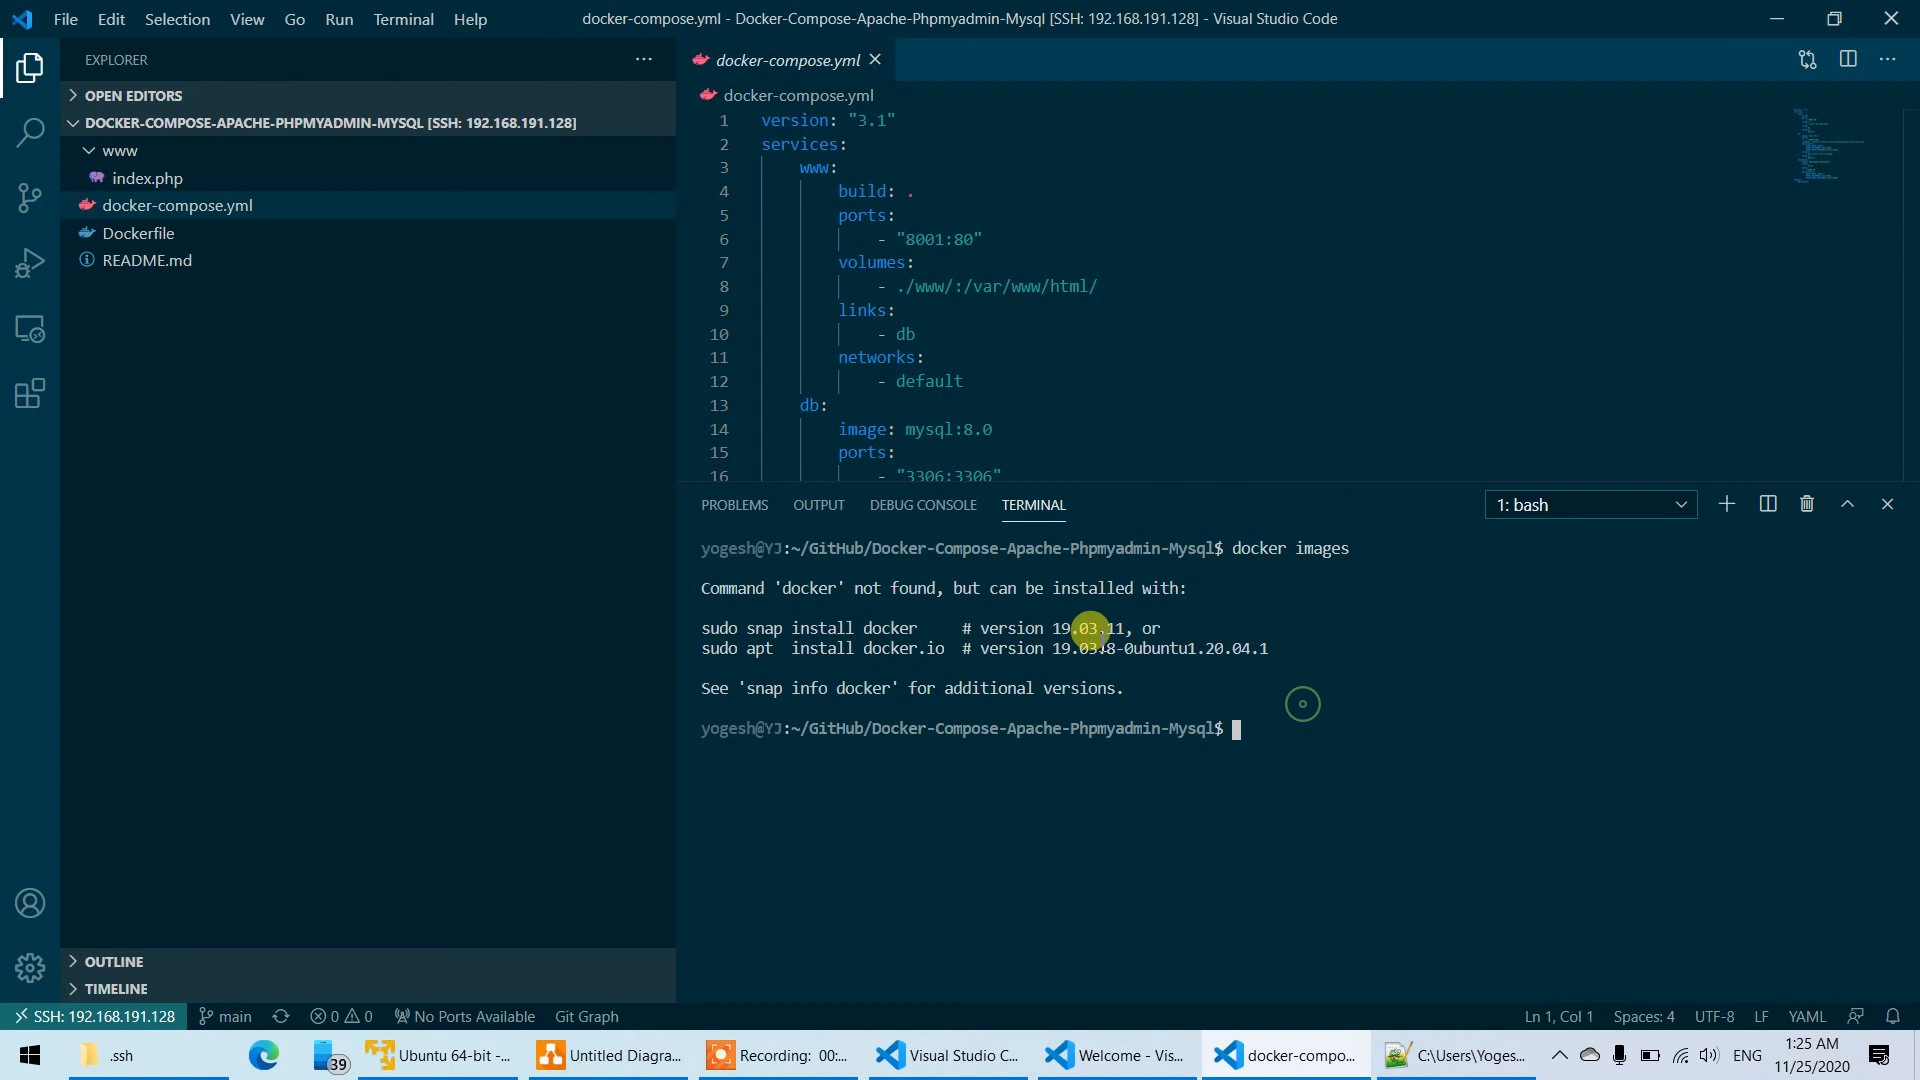 File Edit Selection View Go Run Terminal Help
docker-compose.yml - Docker-Compose-Apache-Phpmyadmin-Mysql [SSH: 192.168.191.128] - Visual Studio Code
EXPLORER
OPEN EDITORS
DOCKER-COMPOSE-APACHE-PHPMYADMIN-MYSQL [SSH: 192.168.191.128]
www
index.php
docker-compose.yml
Dockerfile
README.md
OUTLINE
TIMELINE
docker-compose.yml
docker-compose.yml
1 version: "3.1"
2 services:
3 www:
4 build: .
5 ports:
6 - "8001:80"
7 volumes:
8 - ./www/:/var/www/html/
9 links:
10 - db
11 networks:
12 - default
13 db:
14 image: mysql:8.0
15 ports:
16 - "3306:3306"
PROBLEMS OUTPUT DEBUG CONSOLE TERMINAL
1: bash
yogesh@YJ:~/GitHub/Docker-Compose-Apache-Phpmyadmin-Mysql$ docker images
Command 'docker' not found, but can be installed with:
sudo snap install docker # version 19.03.11, or
sudo apt install docker.io # version 19.03.8-0ubuntu1.20.04.1
See 'snap info docker' for additional versions.
yogesh@YJ:~/GitHub/Docker-Compose-Apache-Phpmyadmin-Mysql$
SSH: 192.168.191.128 main 0 0 No Ports Available Git Graph
Ln 1, Col 1 Spaces: 4 UTF-8 LF YAML
.ssh
39
Ubuntu 64-bit -...
Untitled Diagra...
Recording: 00:...
Visual Studio C...
Welcome - Vis...
docker-compo...
C:\Users\Yoges...
ENG
1:25 AM
11/25/2020